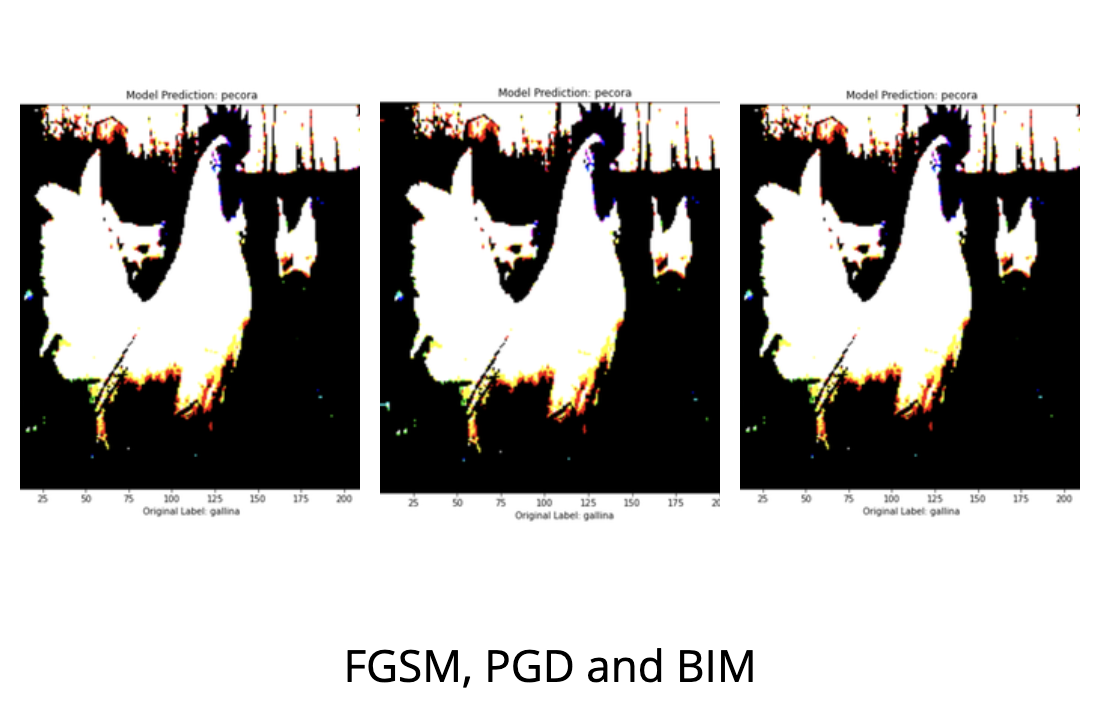 Model Prediction: pecora
25 50 75 100 125 150 175 200
Original Label: gallina
Model Prediction: pecora
25 50 75 100 125 150 175 20
Original Label: gallina
Model Prediction: pecora
25 50 75 100 125 150 175 200
Original Label: gallina
FGSM, PGD and BIM